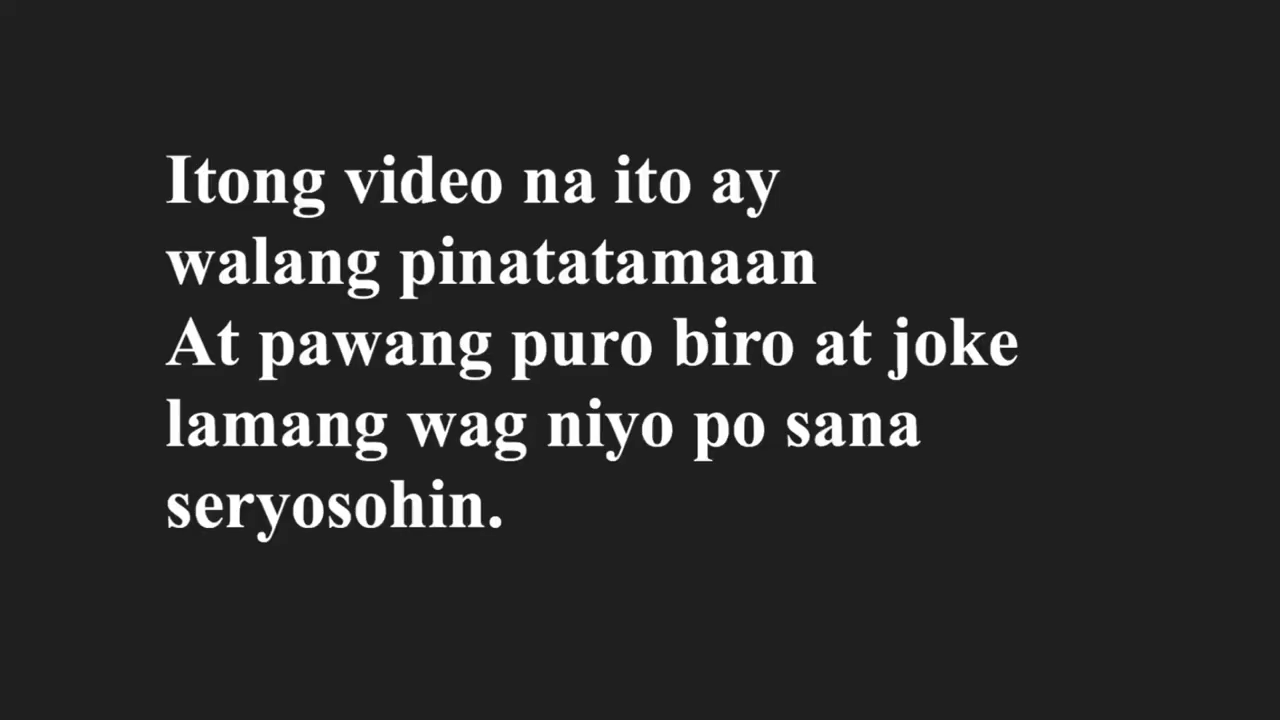 Itong video na ito ay
walang pinatatamaan
At pawang puro biro at joke
lamang wag niyo po sana
seryosohin.